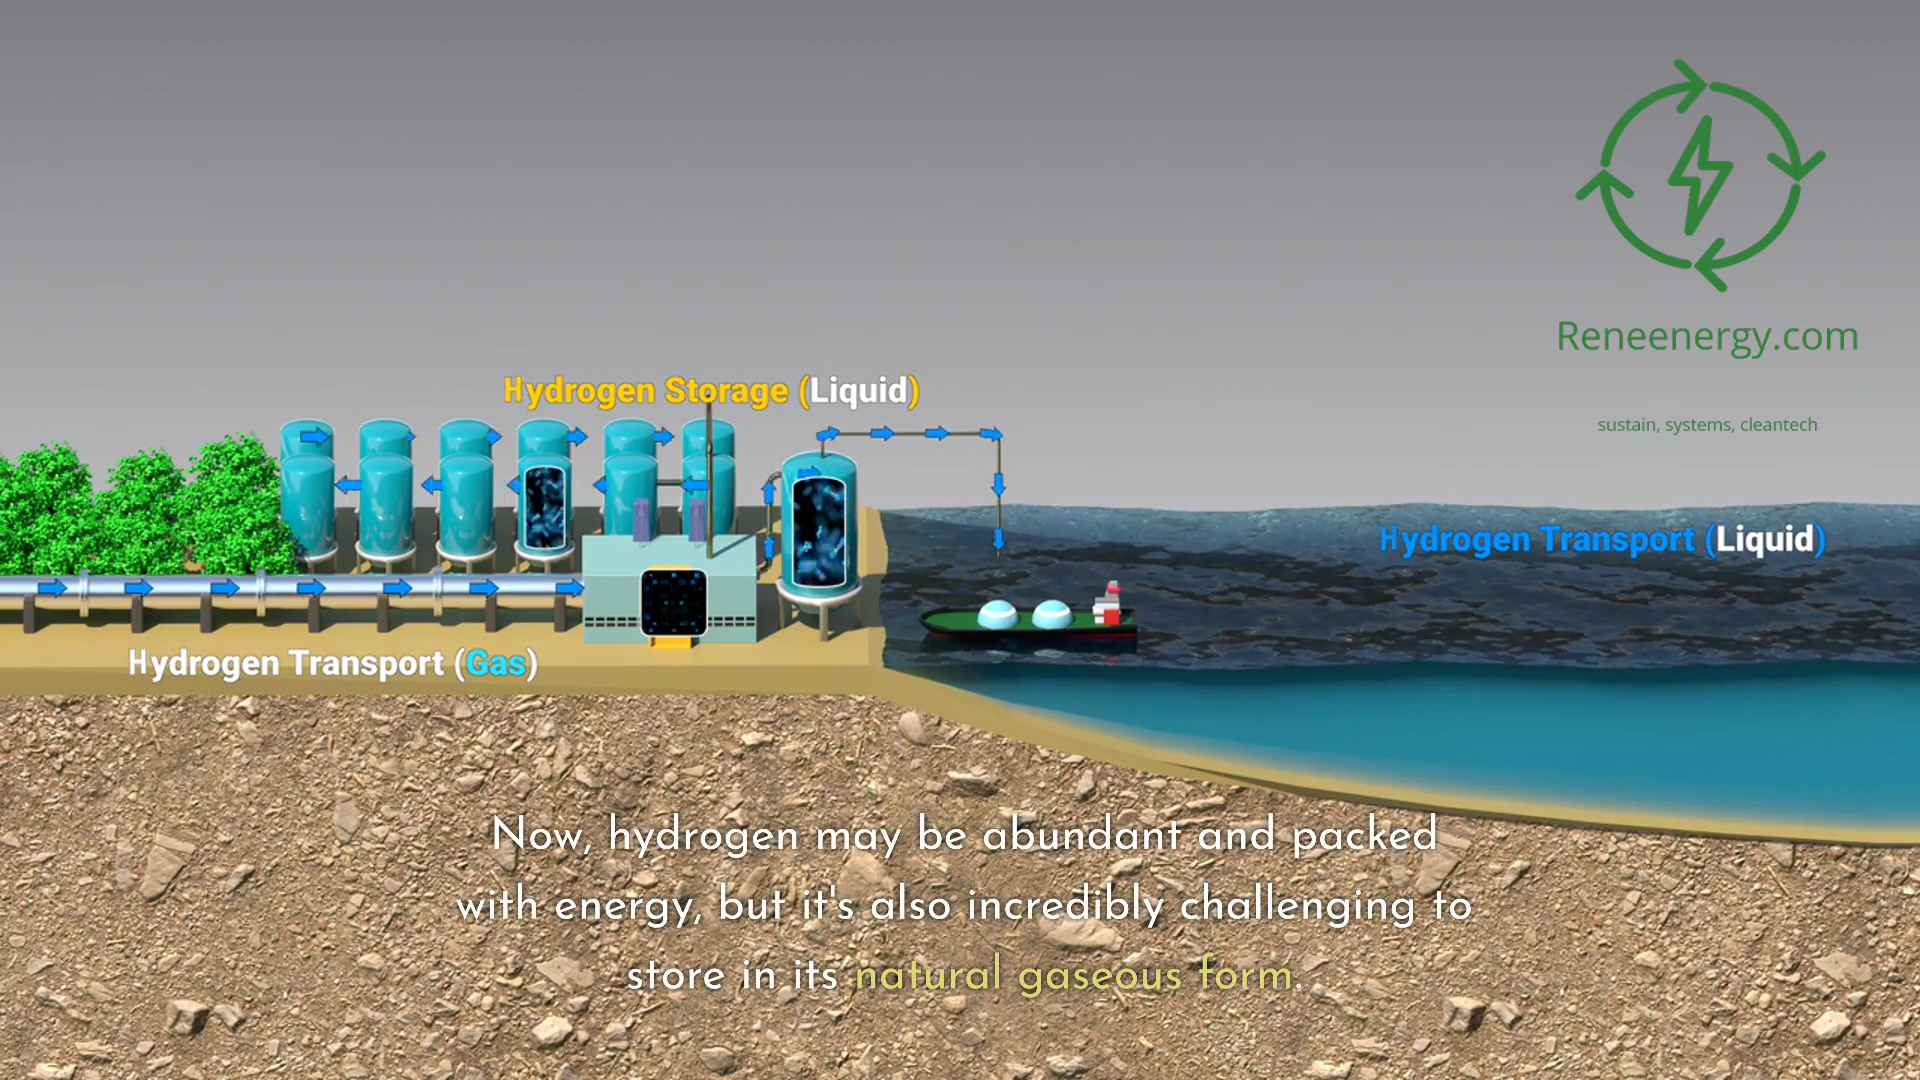 Reneenergy.com
sustain, systems, cleantech
Hydrogen Storage (Liquid)
Hydrogen Transport (Liquid)
Hydrogen Transport (Gas)
Now, hydrogen may be abundant and packed
with energy, but it's also incredibly challenging to
store in its natural gaseous form.